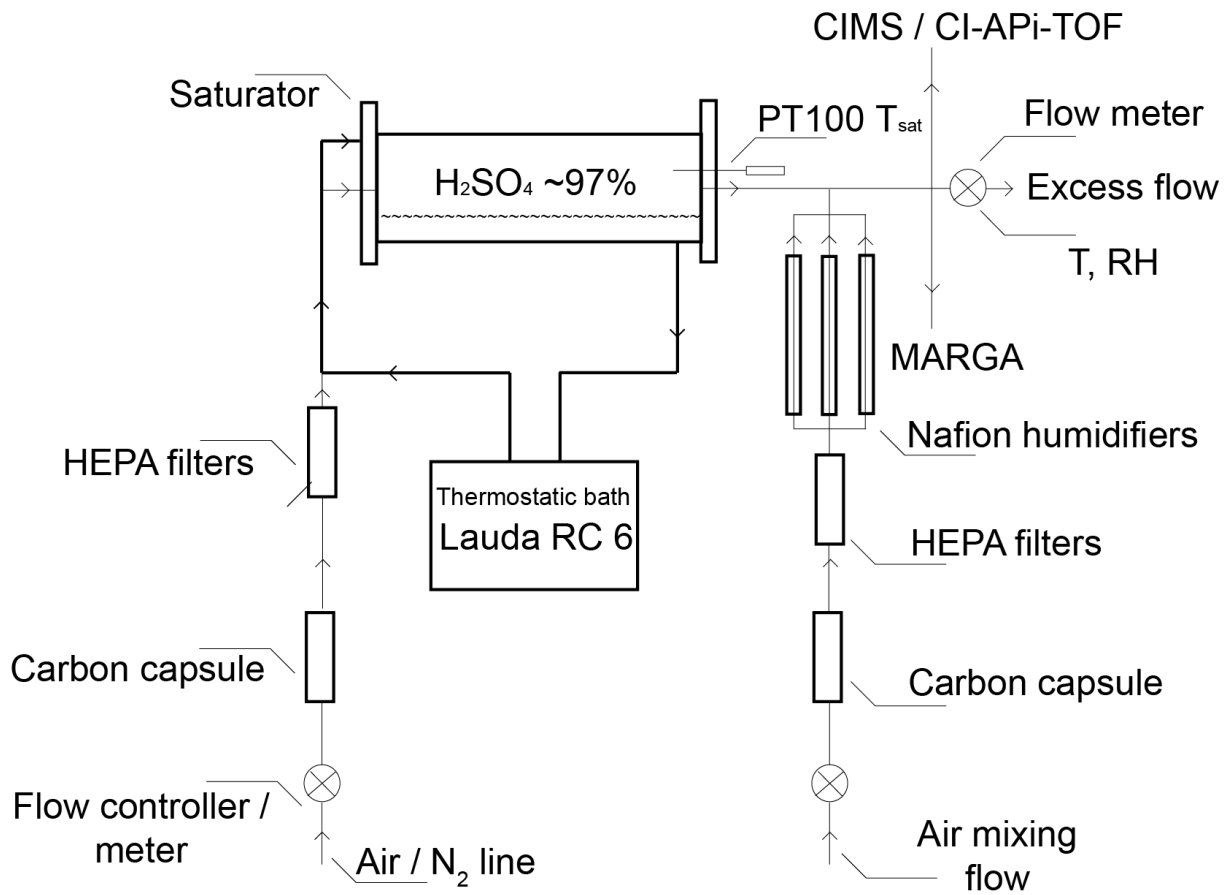 CIMS / CI-APi-TOF
Saturator
PT100 Tsat
Flow meter
H₂SO₄ ~97%
Excess flow
T, RH
MARGA
Nafion humidifiers
HEPA filters
Thermostatic bath
Lauda RC 6
HEPA filters
Carbon capsule
Carbon capsule
Flow controller /
meter
Air / N₂ line
Air mixing
flow